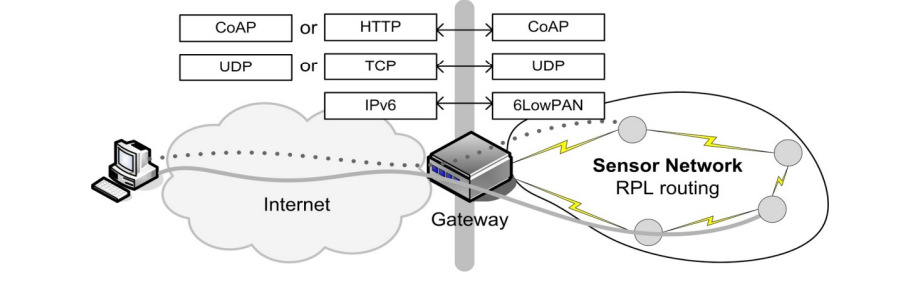 CoAP or HTTP CoAP
UDP or TCP UDP
IPv6 6LowPAN
Sensor Network
RPL routing
Internet
Gateway